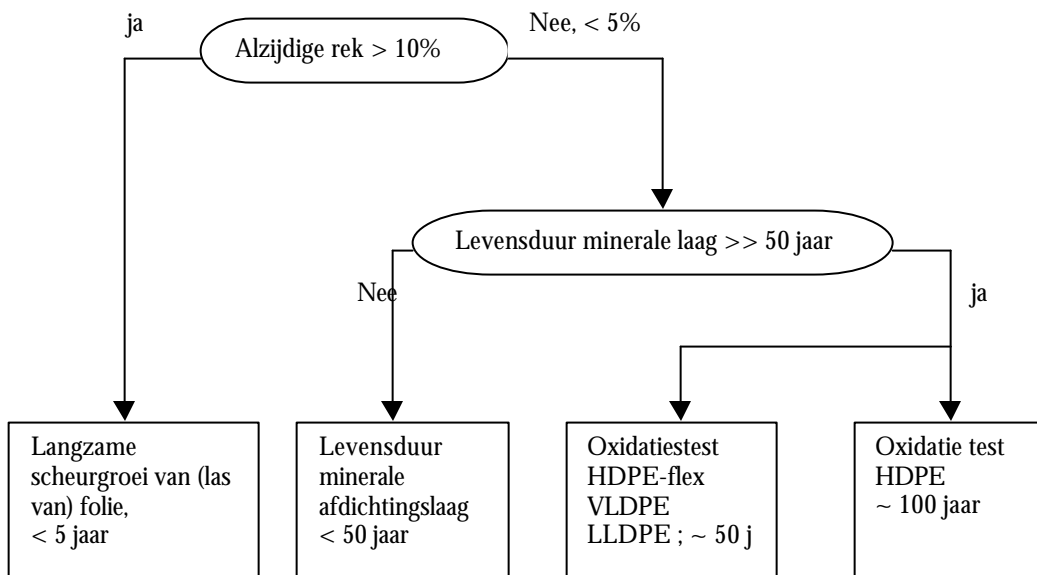 ja
Nee, < 5%
Alzijdige rek > 10%
Levensduur minerale laag >> 50 jaar
Nee
ja
Langzame
scheurgroei van (las
van) folie,
< 5 jaar
Levensduur
minerale
afdichtingslaag
< 50 jaar
Oxidatiestest
HDPE-flex
VLDPE
LLDPE ; ~ 50 j
Oxidatie test
HDPE
~ 100 jaar